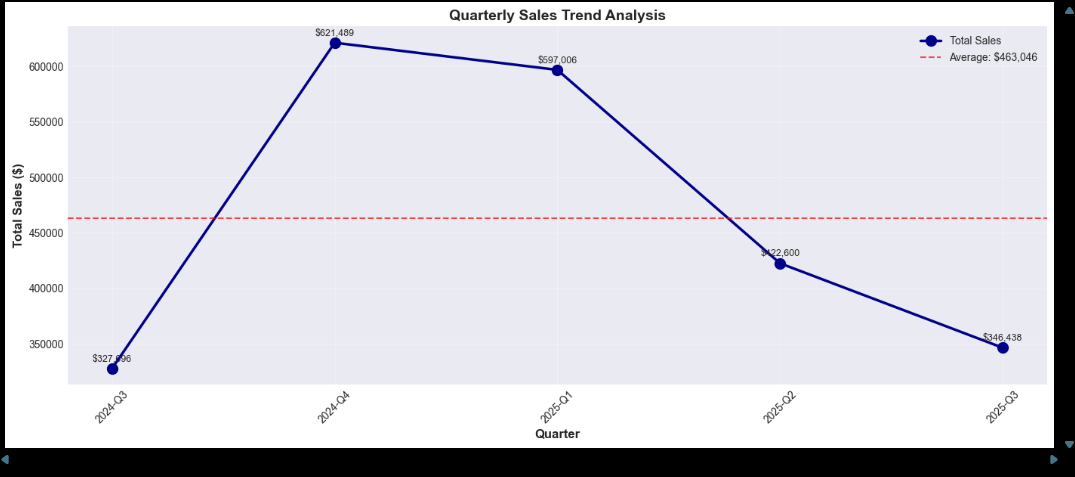 Quarterly Sales Trend Analysis
$621,489
$597,006
Total Sales
Average: $463,046
600000
550000
500000
450000
400000
350000
Total Sales ($)
$422,600
$346,438
$327,696
2024-Q3
2024-Q4
2025-Q1
2025-Q2
2025-Q3
Quarter